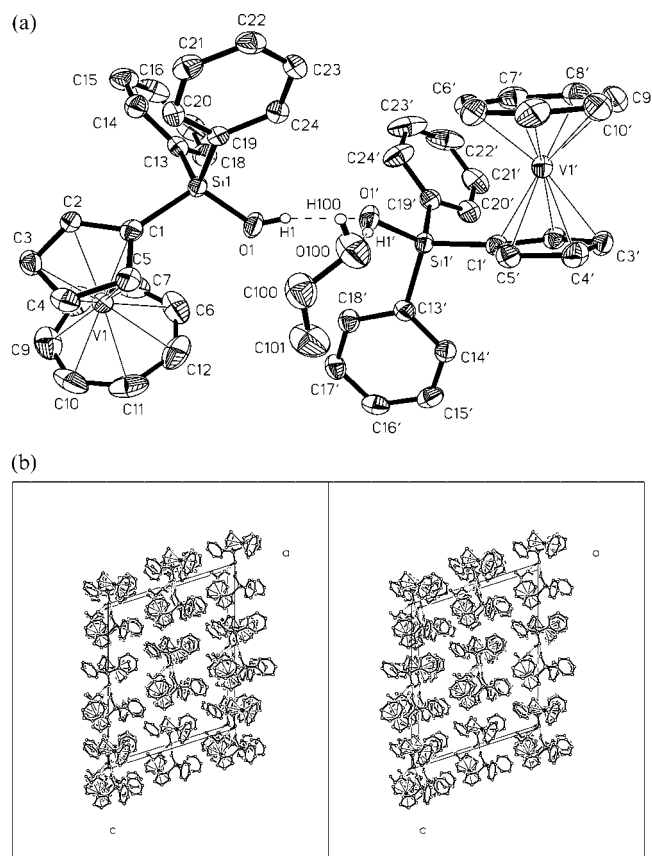 (a)
C21 C22
C15 C16 C23
C20
C14 C24
C19
C13 C18
Si1
C2 C1 O1 H1
C3 C5
C4 C7
C6
V1
C9 C12
C10 C11
C23' C24' C22'
C21'
O1' C19' C20'
H100
H1'
O100 Si1' C1'
C100
C101
C18' C13'
C17' C14'
C16' C15'
C7' C8'
C6' C9
C10'
V1'
C3'
C5' C4'
(b)
a a
c c